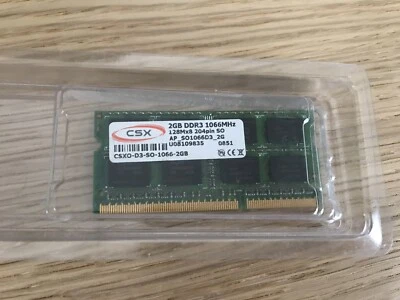 CSX
2GB DDR3 1066MHz
128Mx8 204pin SO
AP_SO1066D3_2G
U08109835 0851
CSXO-D3-SO-1066-2GB